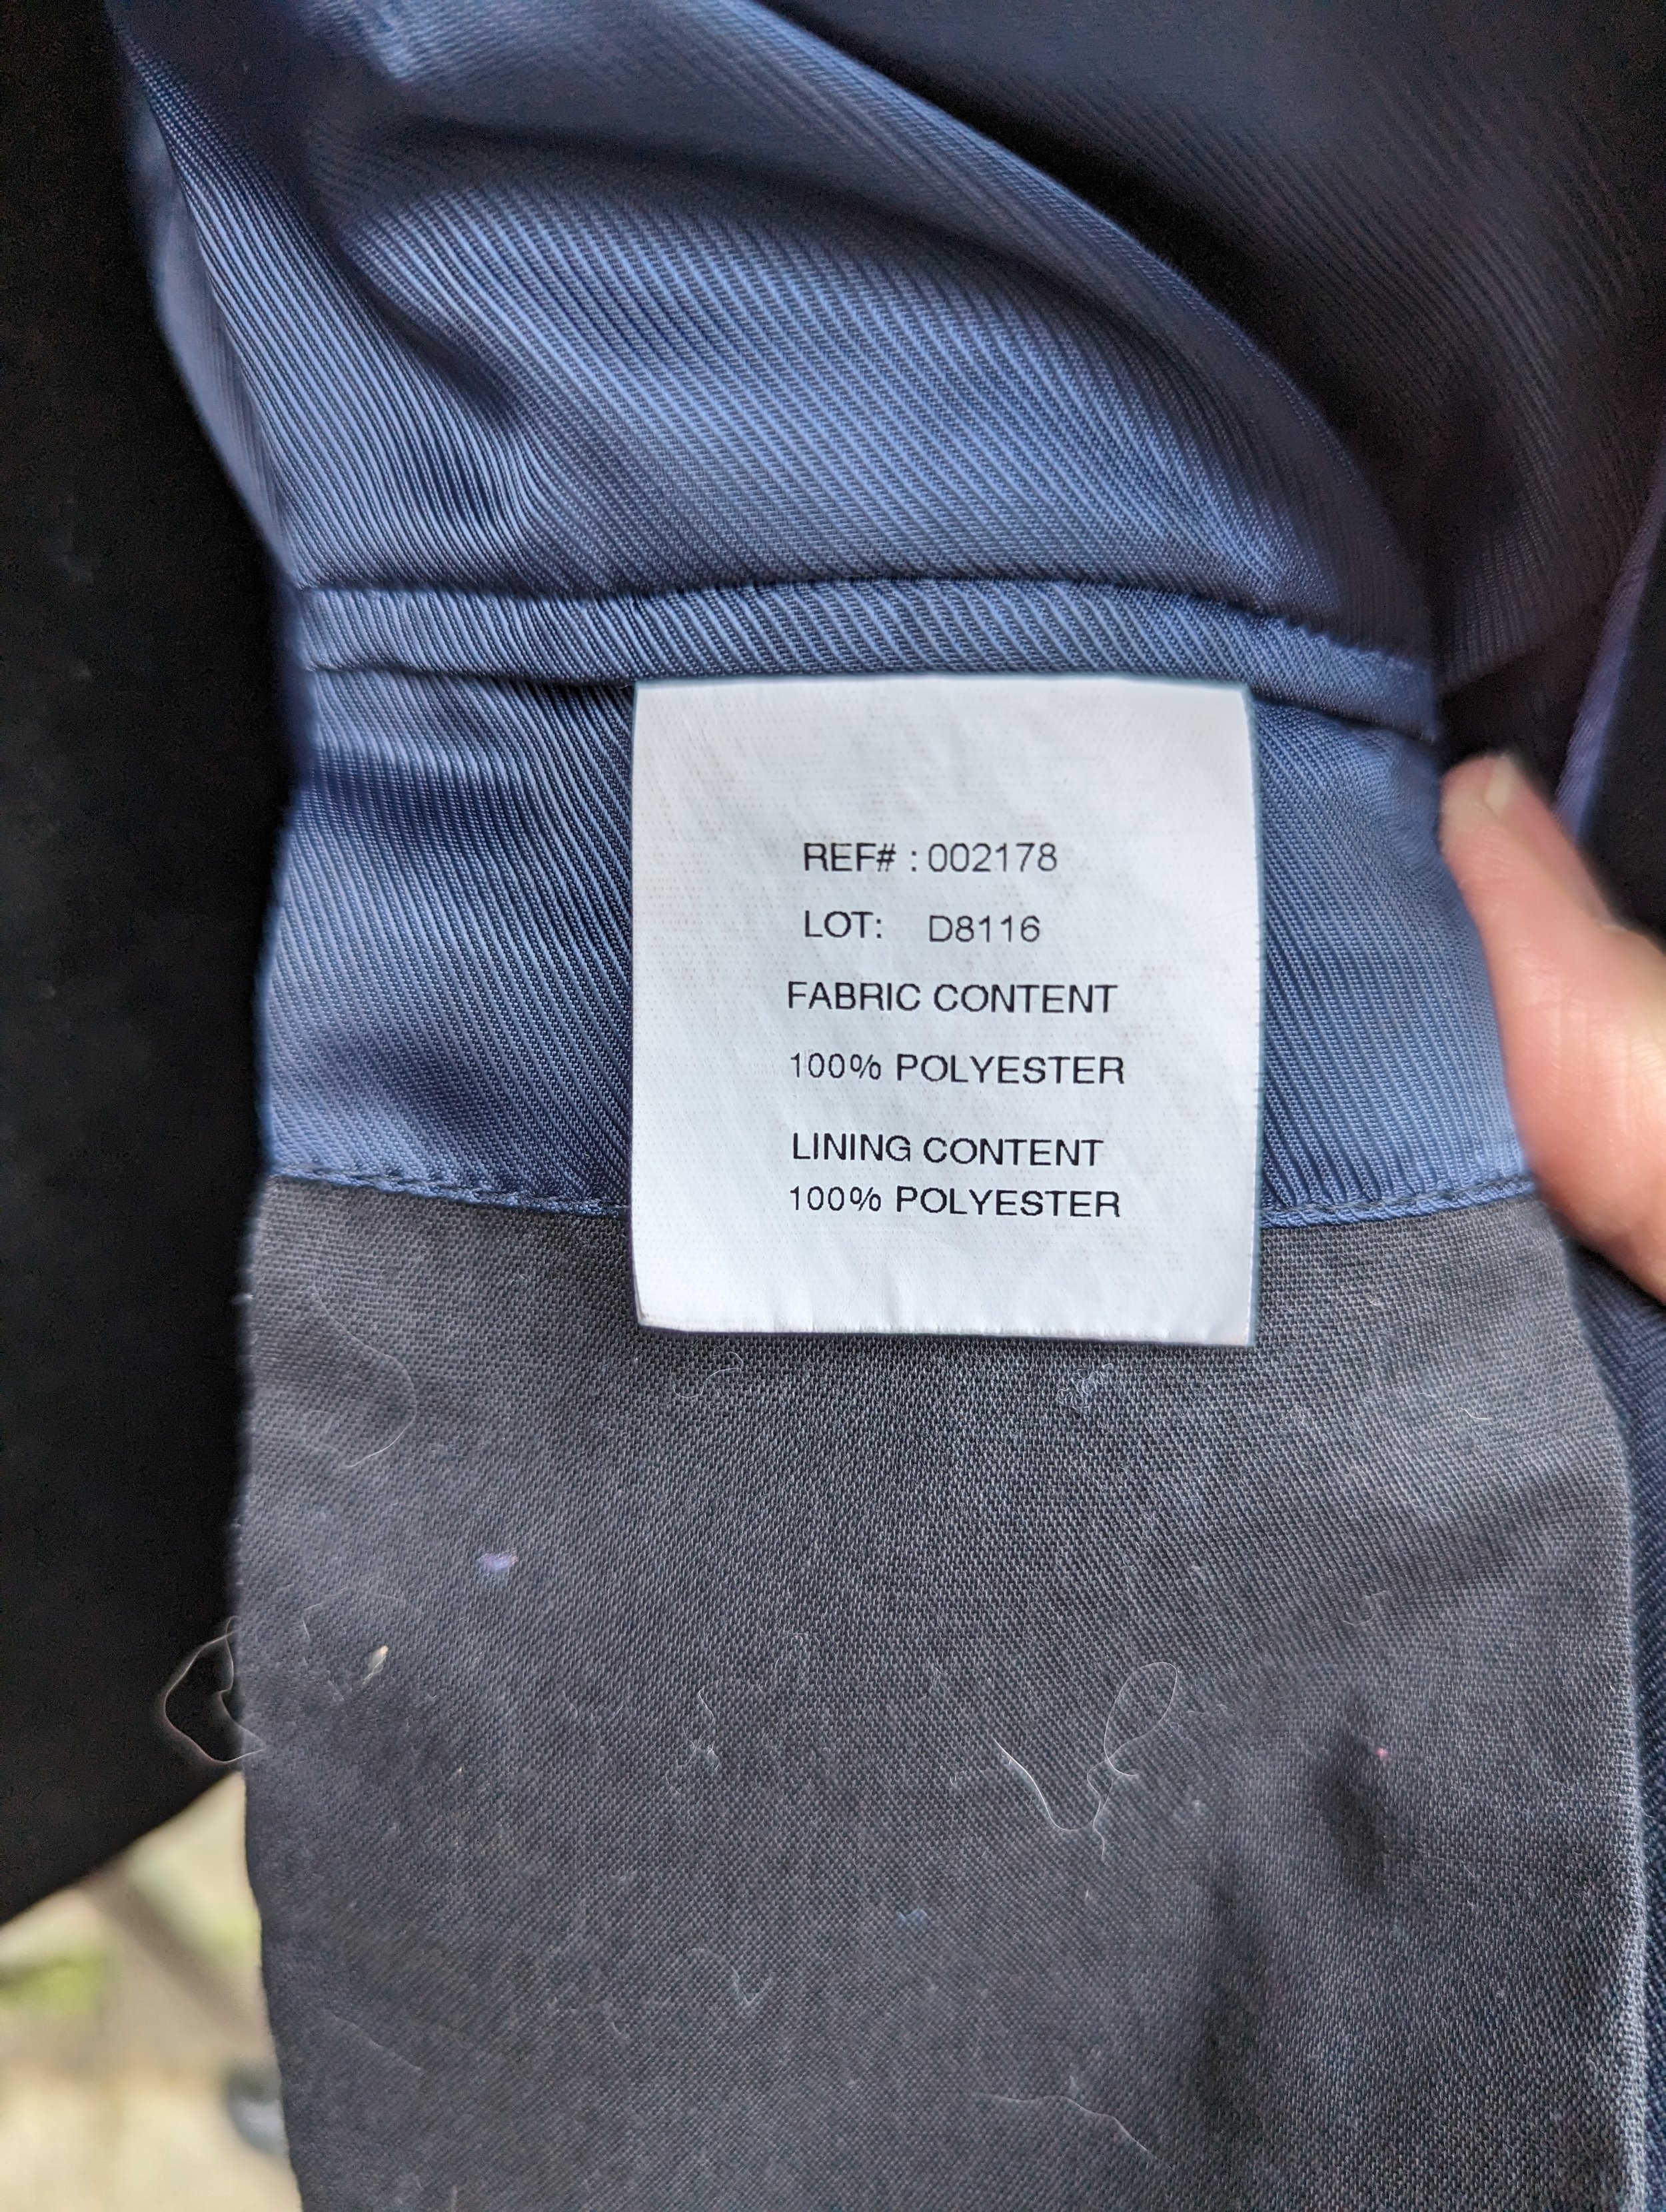 REF# : 002178
LOT: D8116
FABRIC CONTENT
100% POLYESTER
LINING CONTENT
100% POLYESTER